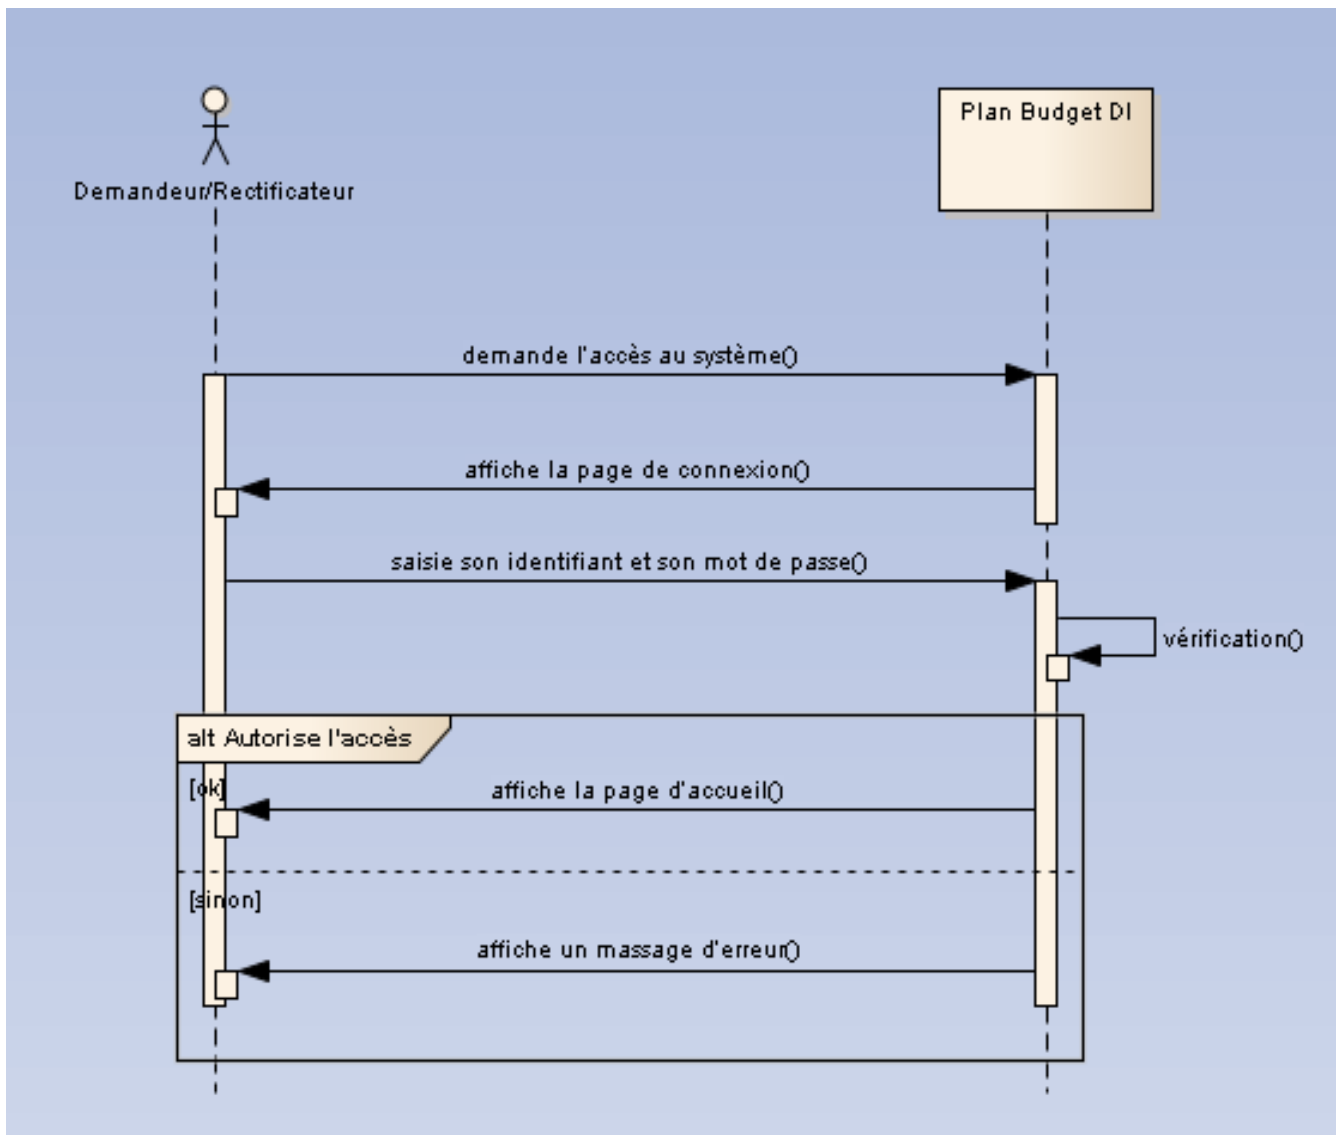 Demandeur/Rectificateur
Plan Budget DI
demande l'accès au système()
affiche la page de connexion()
saisie son identifiant et son mot de passe()
vérification()
alt Autorise l'accès
[ok]
affiche la page d'accueil()
[sinon]
affiche un massage d'erreur()